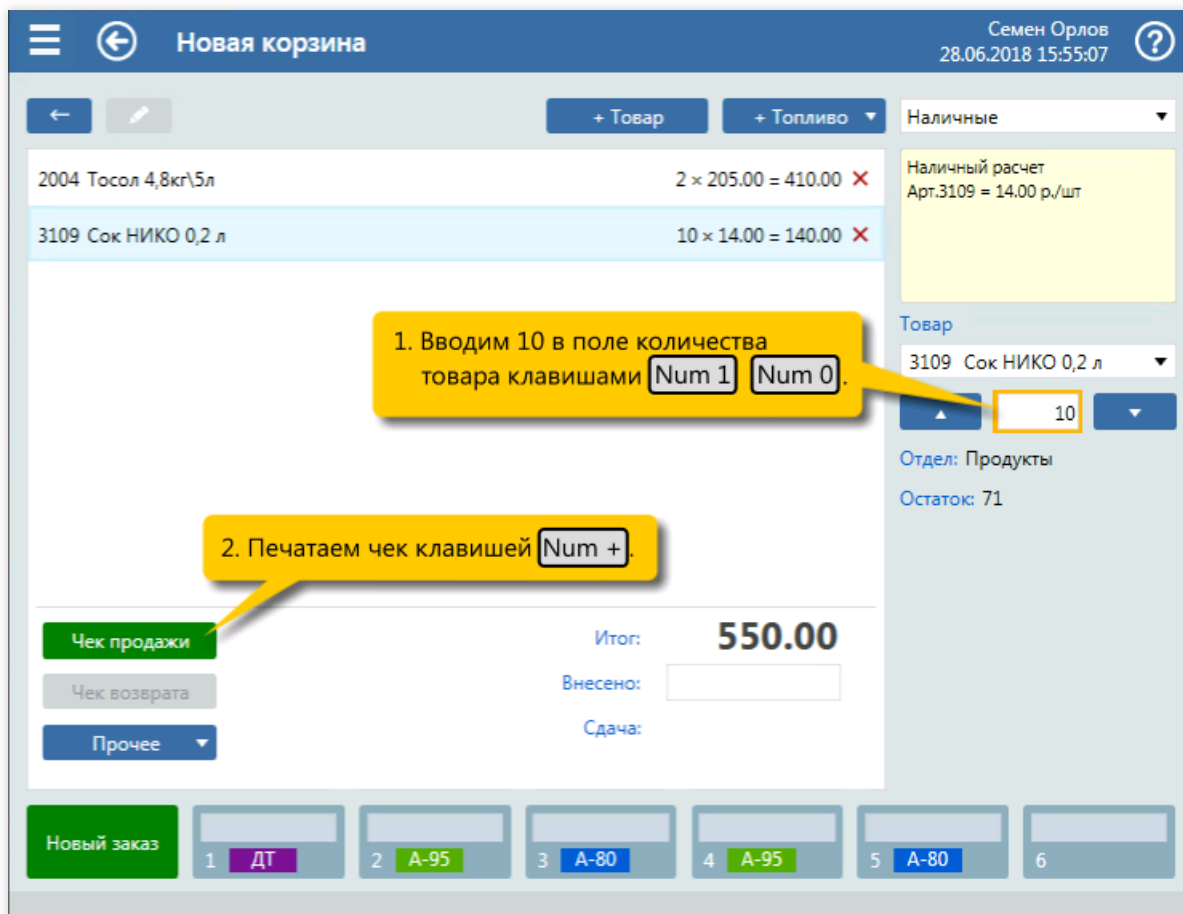 Новая корзина
Семен Орлов
28.06.2018 15:55:07
?
+ Товар
+ Топливо
Наличные
2004 Тосол 4,8кг\5л 2 × 205.00 = 410.00
3109 Сок НИКО 0,2 л 10 × 14.00 = 140.00
Наличный расчет
Арт.3109 = 14.00 р./шт
1. Вводим 10 в поле количества
товара клавишами Num 1 Num 0.
Товар
3109 Сок НИКО 0,2 л
10
Отдел: Продукты
Остаток: 71
2. Печатаем чек клавишей Num +.
Чек продажи
Чек возврата
Прочее
Итог: 550.00
Внесено:
Сдача:
Новый заказ
1 ДТ
2 А-95
3 А-80
4 А-95
5 А-80
6